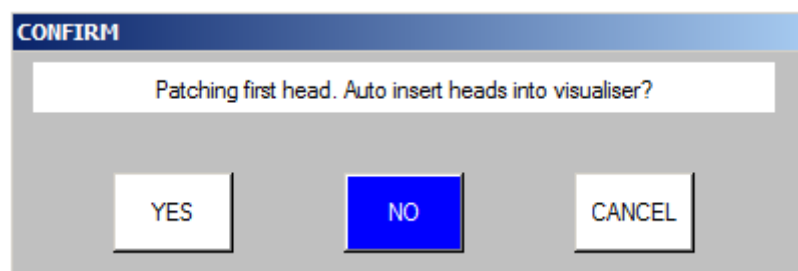 CONFIRM
Patching first head. Auto insert heads into visualiser?
YES NO CANCEL